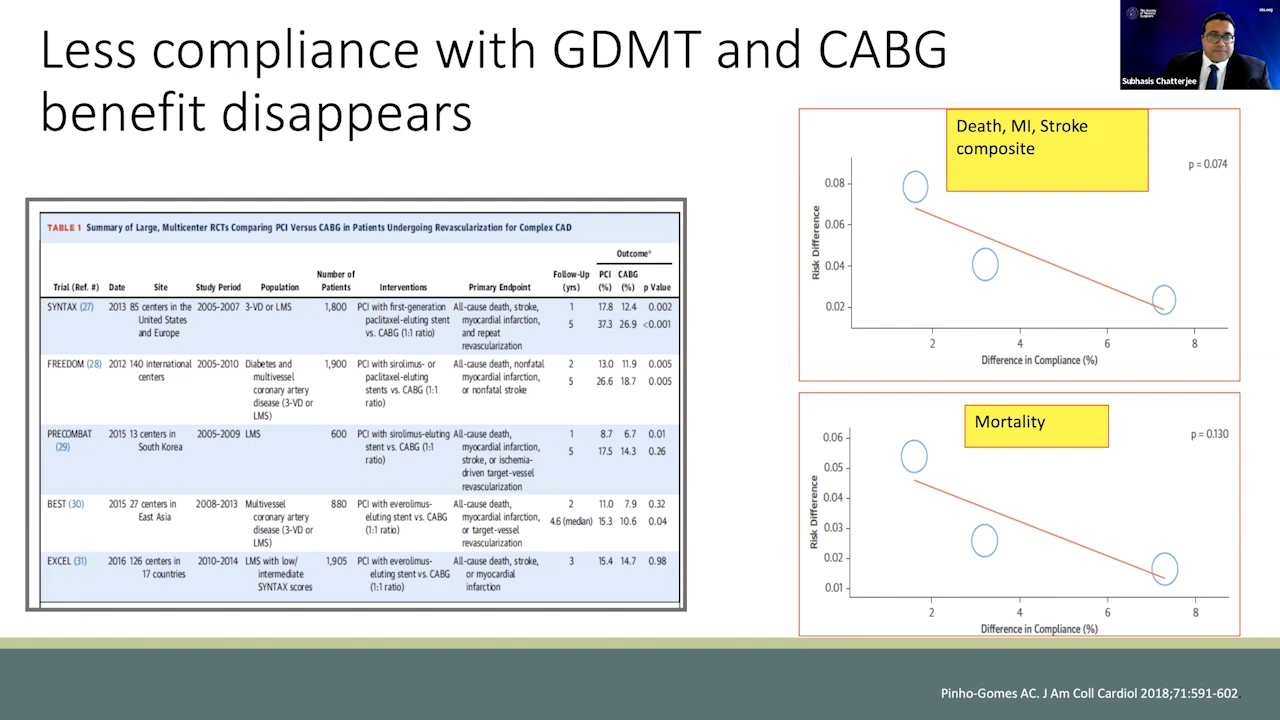 Less compliance with GDMT and CABG
benefit disappears
The Society
of Thoracic
Surgeons
sts.org
Subhasis Chatterjee
TABLE 1 Summary of Large, Multicenter RCTs Comparing PCI Versus CABG in Patients Undergoing Revascularization for Complex CAD
Outcome*
Number of Follow-Up PCI CABG
Trial (Ref. #) Date Site Study Period Population Patients Interventions Primary Endpoint (yrs) (%) (%) p Value
SYNTAX (27) 2013 85 centers in the 2005-2007 3-VD or LMS 1,800 PCI with first-generation All-cause death, stroke, 1 17.8 12.4 0.002
United States paclitaxel-eluting stent myocardial infarction, 5 37.3 26.9 <0.001
and Europe vs. CABG (1:1 ratio) and repeat
revascularization
FREEDOM (28) 2012 140 international 2005-2010 Diabetes and 1,900 PCI with sirolimus- or All-cause death, nonfatal 2 13.0 11.9 0.005
centers multivessel paclitaxel-eluting myocardial infarction, 5 26.6 18.7 0.005
coronary artery stents vs. CABG (1:1 or nonfatal stroke
disease (3-VD or ratio)
LMS)
PRECOMBAT 2015 13 centers in 2005-2009 LMS 600 PCI with sirolimus-eluting All-cause death, 1 8.7 6.7 0.01
(29) South Korea stent vs. CABG (1:1 myocardial infarction, 5 17.5 14.3 0.26
ratio) stroke, or ischemia-
driven target-vessel
revascularization
BEST (30) 2015 27 centers in 2008-2013 Multivessel 880 PCI with everolimus- All-cause death, 2 11.0 7.9 0.32
East Asia coronary artery eluting stent vs. CABG myocardial infarction, 4.6 (median) 15.3 10.6 0.04
disease (3-VD or (1:1 ratio) or target-vessel
LMS) revascularization
EXCEL (31) 2016 126 centers in 2010-2014 LMS with low/ 1,905 PCI with everolimus- All-cause death, stroke, 3 15.4 14.7 0.98
17 countries intermediate eluting stent vs. CABG or myocardial
SYNTAX scores (1:1 ratio) infarction
Death, MI, Stroke
composite
p = 0.074
Risk Difference
0.08
0.06
0.04
0.02
2 4 6 8
Difference in Compliance (%)
Mortality
p = 0.130
Risk Difference
0.06
0.05
0.04
0.03
0.02
0.01
2 4 6 8
Difference in Compliance (%)
Pinho-Gomes AC. J Am Coll Cardiol 2018;71:591-602.